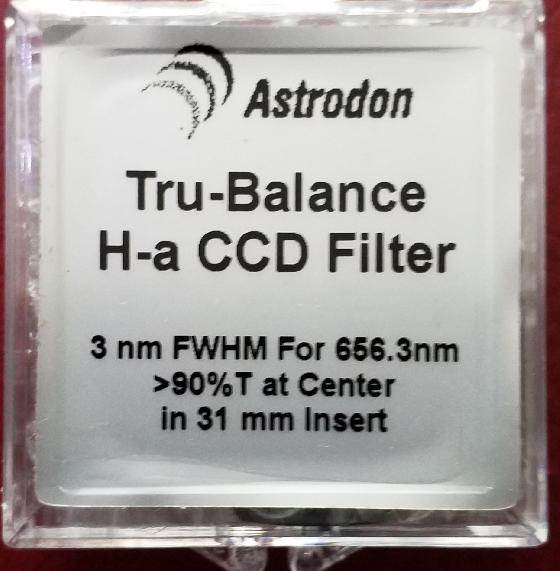 Astrodon
Tru-Balance
H-a CCD Filter
3 nm FWHM For 656.3nm
>90%T at Center
in 31 mm Insert